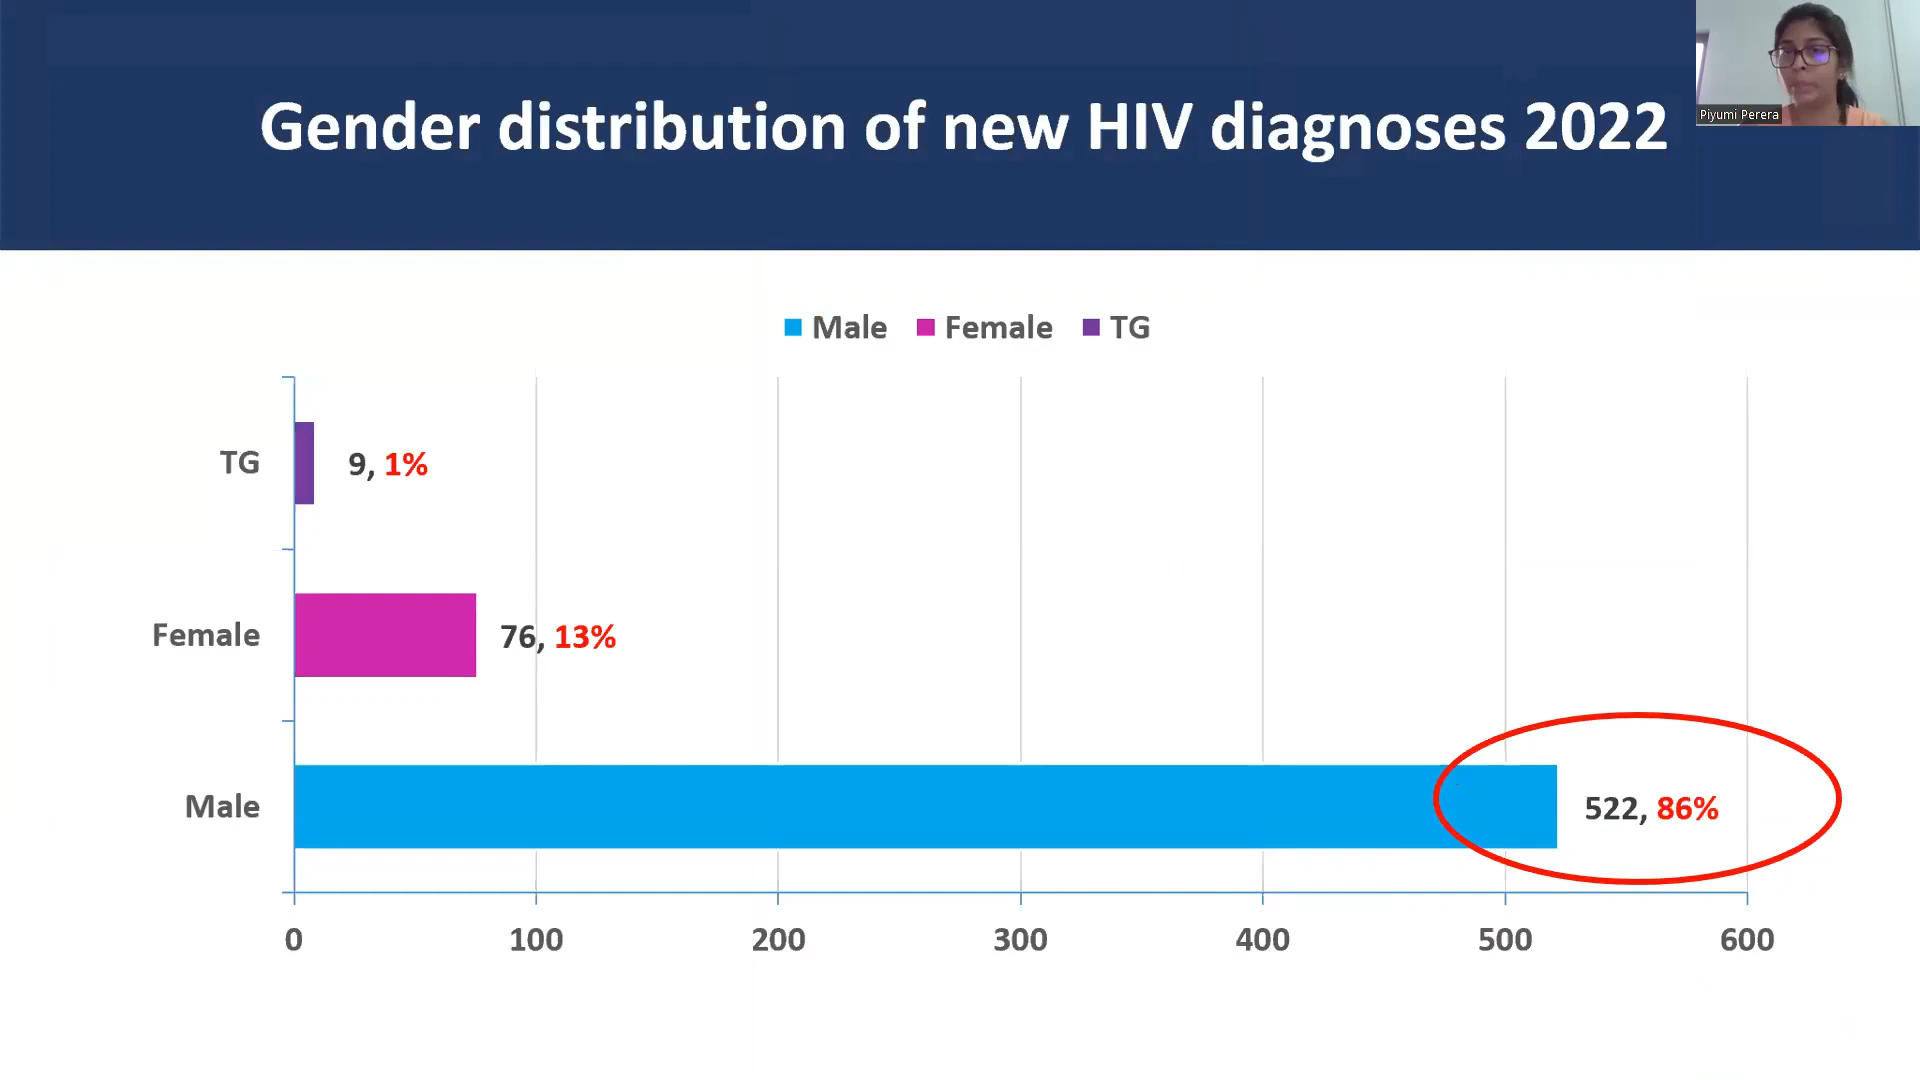 Gender distribution of new HIV diagnoses 2022
Piyumi Perera
Male Female TG
TG 9, 1%
Female 76, 13%
Male 522, 86%
0 100 200 300 400 500 600